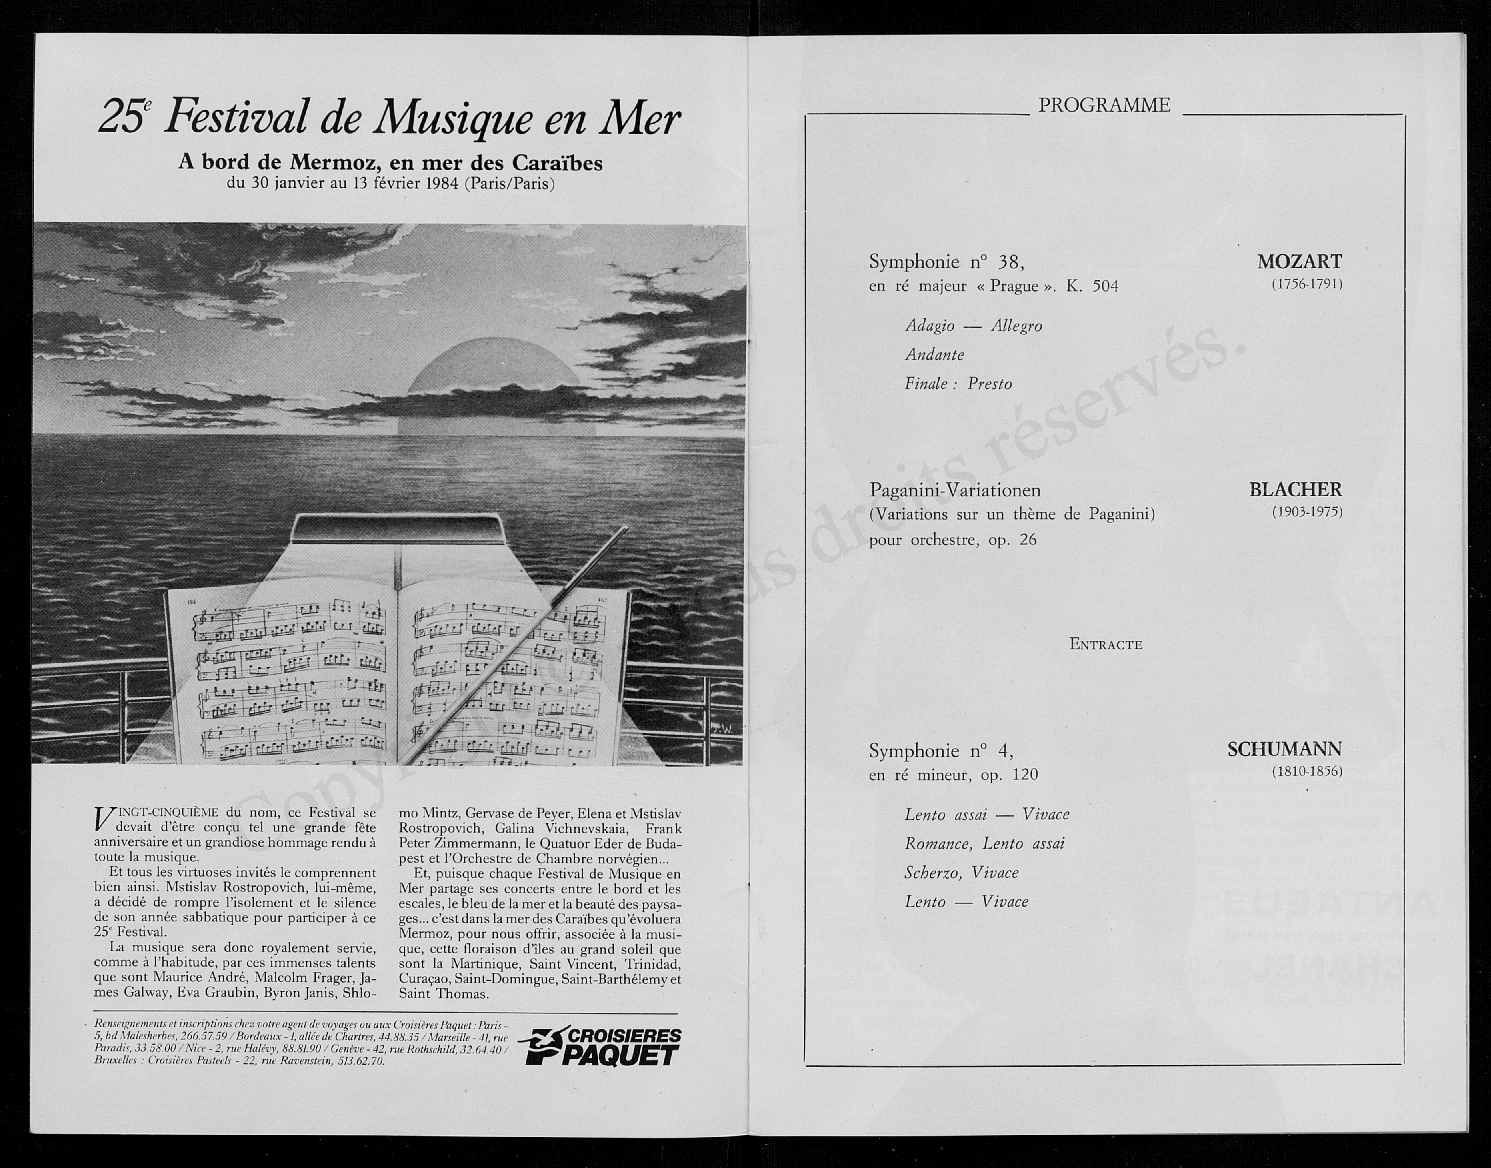 25e Festival de Musique en Mer
A bord de Mermoz, en mer des Caraïbes
du 30 janvier au 13 février 1984 (Paris/Paris)
J.W.
VINGT-CINQUIÈME du nom, ce Festival se
devait d'être conçu tel une grande fête
anniversaire et un grandiose hommage rendu à
toute la musique.
Et tous les virtuoses invités le comprennent
bien ainsi. Mstislav Rostropovich, lui-même,
a décidé de rompre l'isolement et le silence
de son année sabbatique pour participer à ce
25e Festival.
La musique sera donc royalement servie,
comme à l'habitude, par ces immenses talents
que sont Maurice André, Malcolm Frager, Ja-
mes Galway, Eva Graubin, Byron Janis, Shlo-
mo Mintz, Gervase de Peyer, Elena et Mstislav
Rostropovich, Galina Vichnevskaia, Frank
Peter Zimmermann, le Quatuor Eder de Buda-
pest et l'Orchestre de Chambre norvégien...
Et, puisque chaque Festival de Musique en
Mer partage ses concerts entre le bord et les
escales, le bleu de la mer et la beauté des paysa-
ges... c'est dans la mer des Caraïbes qu'évoluera
Mermoz, pour nous offrir, associée à la musi-
que, cette floraison d'îles au grand soleil que
sont la Martinique, Saint Vincent, Trinidad,
Curaçao, Saint-Domingue, Saint-Barthélemy et
Saint Thomas.
Renseignements et inscriptions chez votre agent de voyages ou aux Croisières Paquet : Paris -
5, bd Malesherbes, 266.57.59 / Bordeaux - 1, allée de Chartres, 44.88.35 / Marseille - 41, rue
Paradis, 33.58.00 / Nice - 2, rue Halévy, 88.81.90 / Genève - 42, rue Rothschild, 32.64.40 /
Bruxelles : Croisières Pasteels - 22, rue Ravenstein, 513.62.70.
CROISIERES
PAQUET
PROGRAMME
Symphonie n° 38, MOZART
en ré majeur « Prague ». K. 504 (1756-1791)
Adagio — Allegro
Andante
Finale : Presto
Paganini-Variationen BLACHER
(Variations sur un thème de Paganini) (1903-1975)
pour orchestre, op. 26
ENTRACTE
Symphonie n° 4, SCHUMANN
en ré mineur, op. 120 (1810-1856)
Lento assai — Vivace
Romance, Lento assai
Scherzo, Vivace
Lento — Vivace